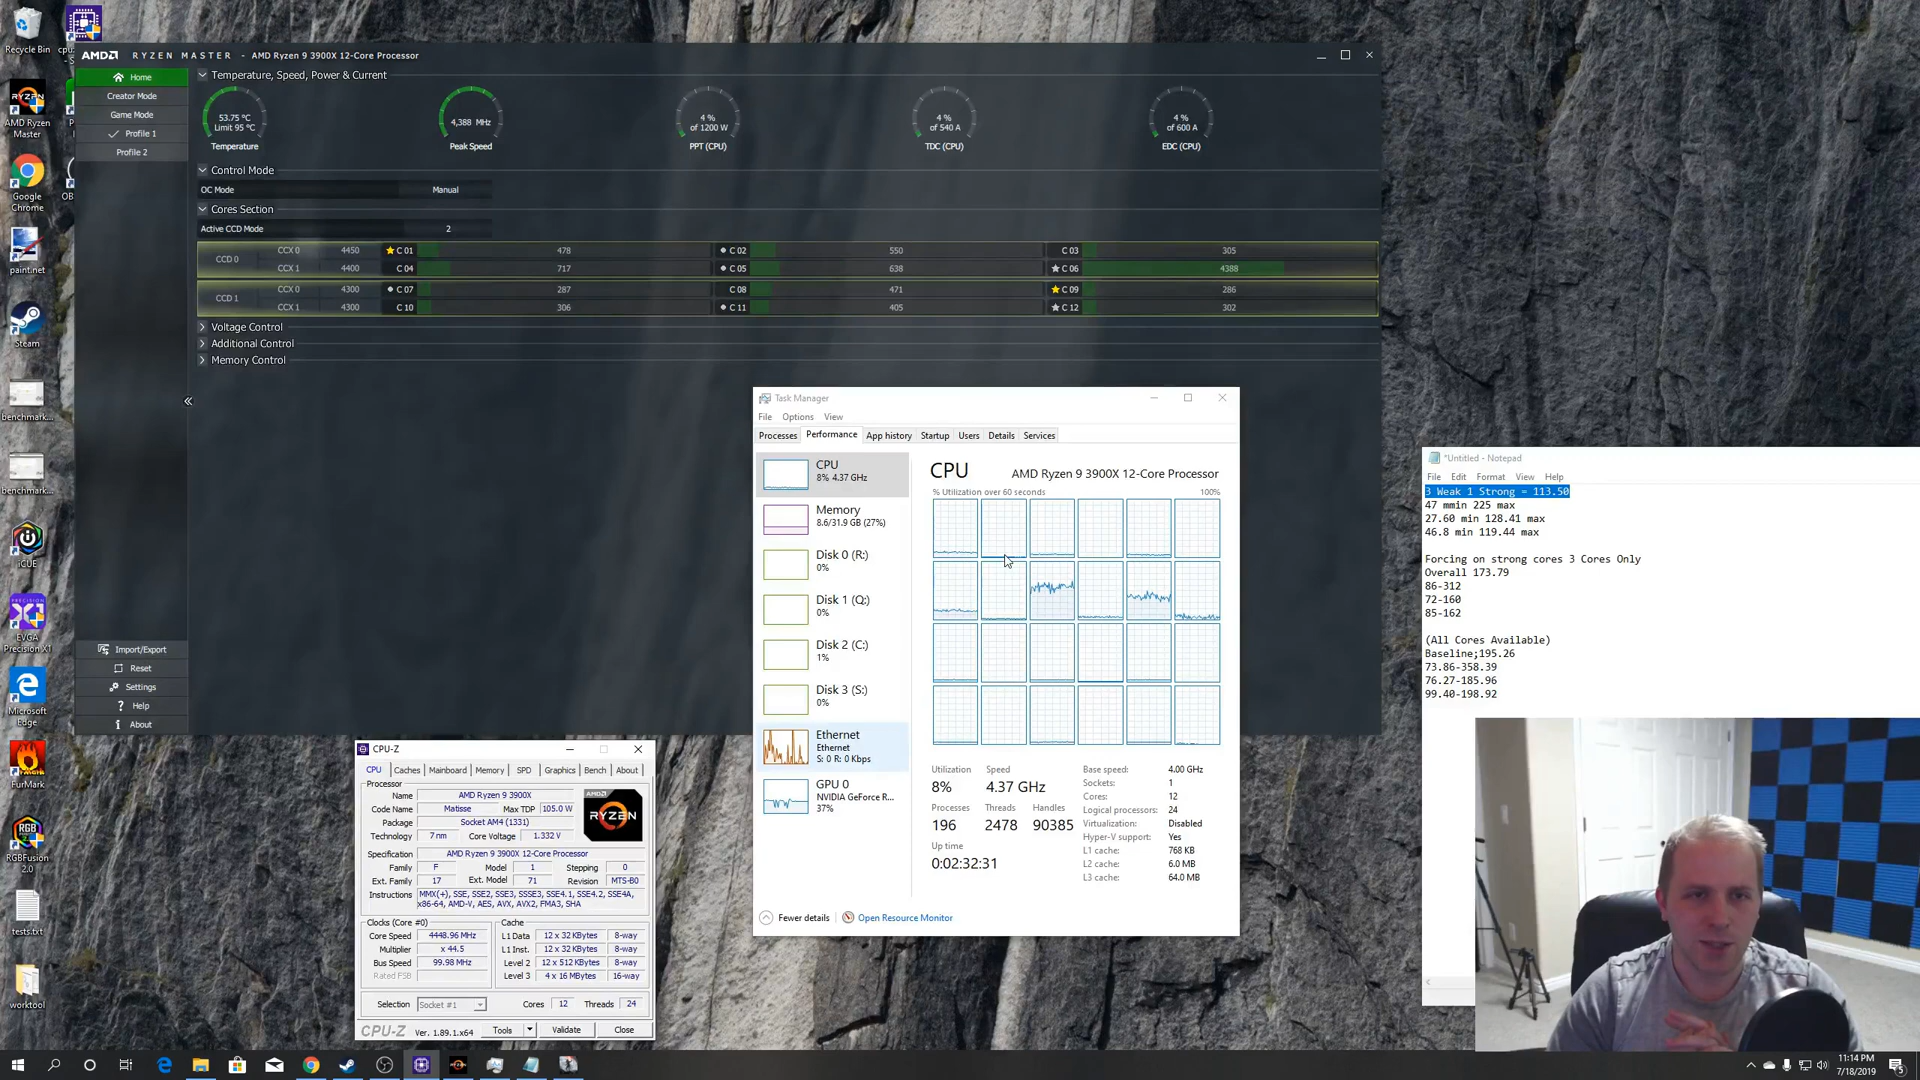 Recycle Bin
cpu
AMD Ryzen Master
Google Chrome
OB
paint.net
Steam
benchmark...
benchmark...
iCUE
EVGA Precision X1
Microsoft Edge
FurMark
RGBFusion 2.0
tests.txt
worktool
AMD RYZEN MASTER - AMD Ryzen 9 3900X 12-Core Processor
Home
Creator Mode
Game Mode
Profile 1
Profile 2
Import/Export
Reset
Settings
Help
About
Temperature, Speed, Power & Current
53.75 °C
Limit 95 °C
Temperature
4,388 MHz
Peak Speed
4 %
of 1200 W
PPT (CPU)
4 %
of 540 A
TDC (CPU)
4 %
of 600 A
EDC (CPU)
Control Mode
OC Mode Manual
Cores Section
Active CCD Mode 2
CCD 0
CCX 0 4450 C 01 478 C 02 550 C 03 305
CCX 1 4400 C 04 717 C 05 638 C 06 4388
CCD 1
CCX 0 4300 C 07 287 C 08 471 C 09 286
CCX 1 4300 C 10 306 C 11 405 C 12 302
Voltage Control
Additional Control
Memory Control
Task Manager
File Options View
Processes Performance App history Startup Users Details Services
CPU
8% 4.37 GHz
Memory
8.6/31.9 GB (27%)
Disk 0 (R:)
0%
Disk 1 (Q:)
0%
Disk 2 (C:)
1%
Disk 3 (S:)
0%
Ethernet
Ethernet
S: 0 R: 0 Kbps
GPU 0
NVIDIA GeForce R...
37%
CPU AMD Ryzen 9 3900X 12-Core Processor
% Utilization over 60 seconds 100%
Utilization Speed
8% 4.37 GHz
Processes Threads Handles
196 2478 90385
Up time
0:02:32:31
Base speed: 4.00 GHz
Sockets: 1
Cores: 12
Logical processors: 24
Virtualization: Disabled
Hyper-V support: Yes
L1 cache: 768 KB
L2 cache: 6.0 MB
L3 cache: 64.0 MB
Fewer details Open Resource Monitor
CPU-Z
CPU Caches Mainboard Memory SPD Graphics Bench About
Processor
Name AMD Ryzen 9 3900X
Code Name Matisse Max TDP 105.0 W
Package Socket AM4 (1331)
Technology 7 nm Core Voltage 1.332 V
AMD
RYZEN
Specification AMD Ryzen 9 3900X 12-Core Processor
Family F Model 1 Stepping 0
Ext. Family 17 Ext. Model 71 Revision MTS-B0
Instructions MMX(+), SSE, SSE2, SSE3, SSSE3, SSE4.1, SSE4.2, SSE4A,
x86-64, AMD-V, AES, AVX, AVX2, FMA3, SHA
Clocks (Core #0)
Core Speed 4448.96 MHz
Multiplier x 44.5
Bus Speed 99.98 MHz
Rated FSB
Cache
L1 Data 12 x 32 KBytes 8-way
L1 Inst. 12 x 32 KBytes 8-way
Level 2 12 x 512 KBytes 8-way
Level 3 4 x 16 MBytes 16-way
Selection Socket #1 Cores 12 Threads 24
CPU-Z Ver. 1.89.1.x64 Tools Validate Close
*Untitled - Notepad
File Edit Format View Help
3 Weak 1 Strong = 113.50
47 mmin 225 max
27.60 min 128.41 max
46.8 min 119.44 max
Forcing on strong cores 3 Cores Only
Overall 173.79
86-312
72-160
85-162
(All Cores Available)
Baseline;195.26
73.86-358.39
76.27-185.96
99.40-198.92
11:14 PM
7/18/2019
5